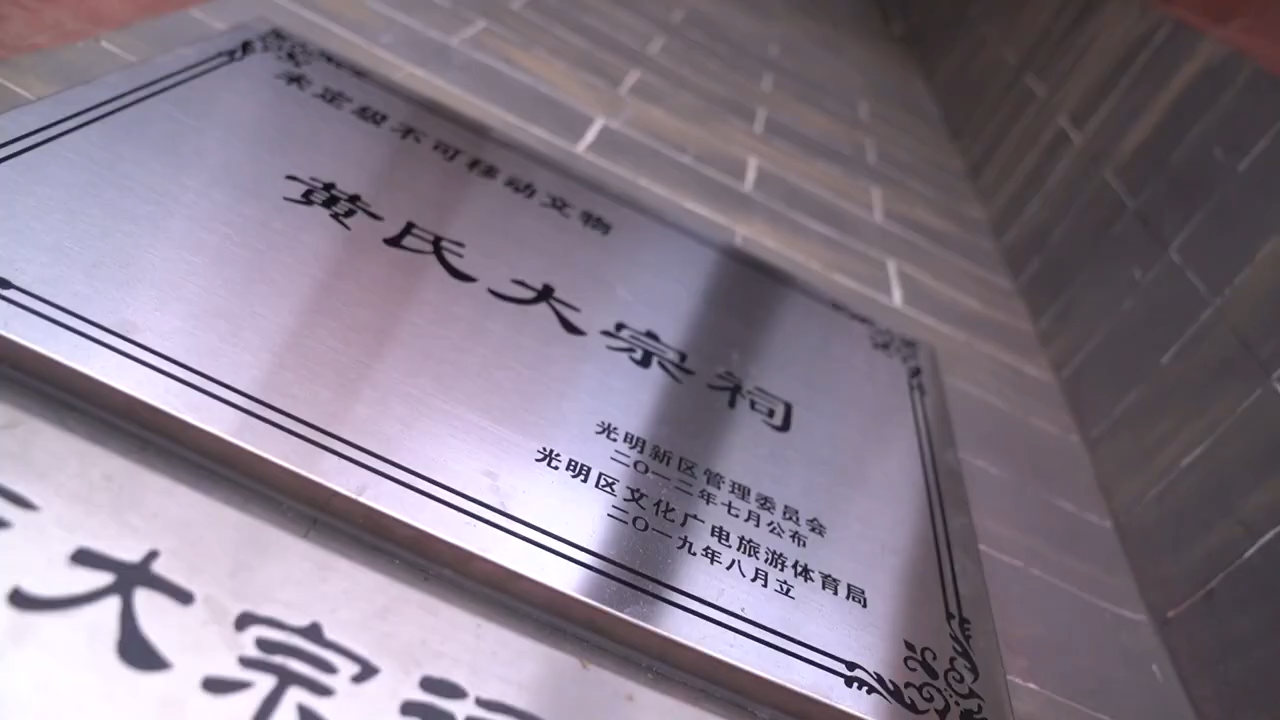 未定级不可移动文物
黄氏大宗祠
光明新区管理委员会
二〇一二年七月公布
光明区文化广电旅游体育局
二〇一九年八月立
大宗祠